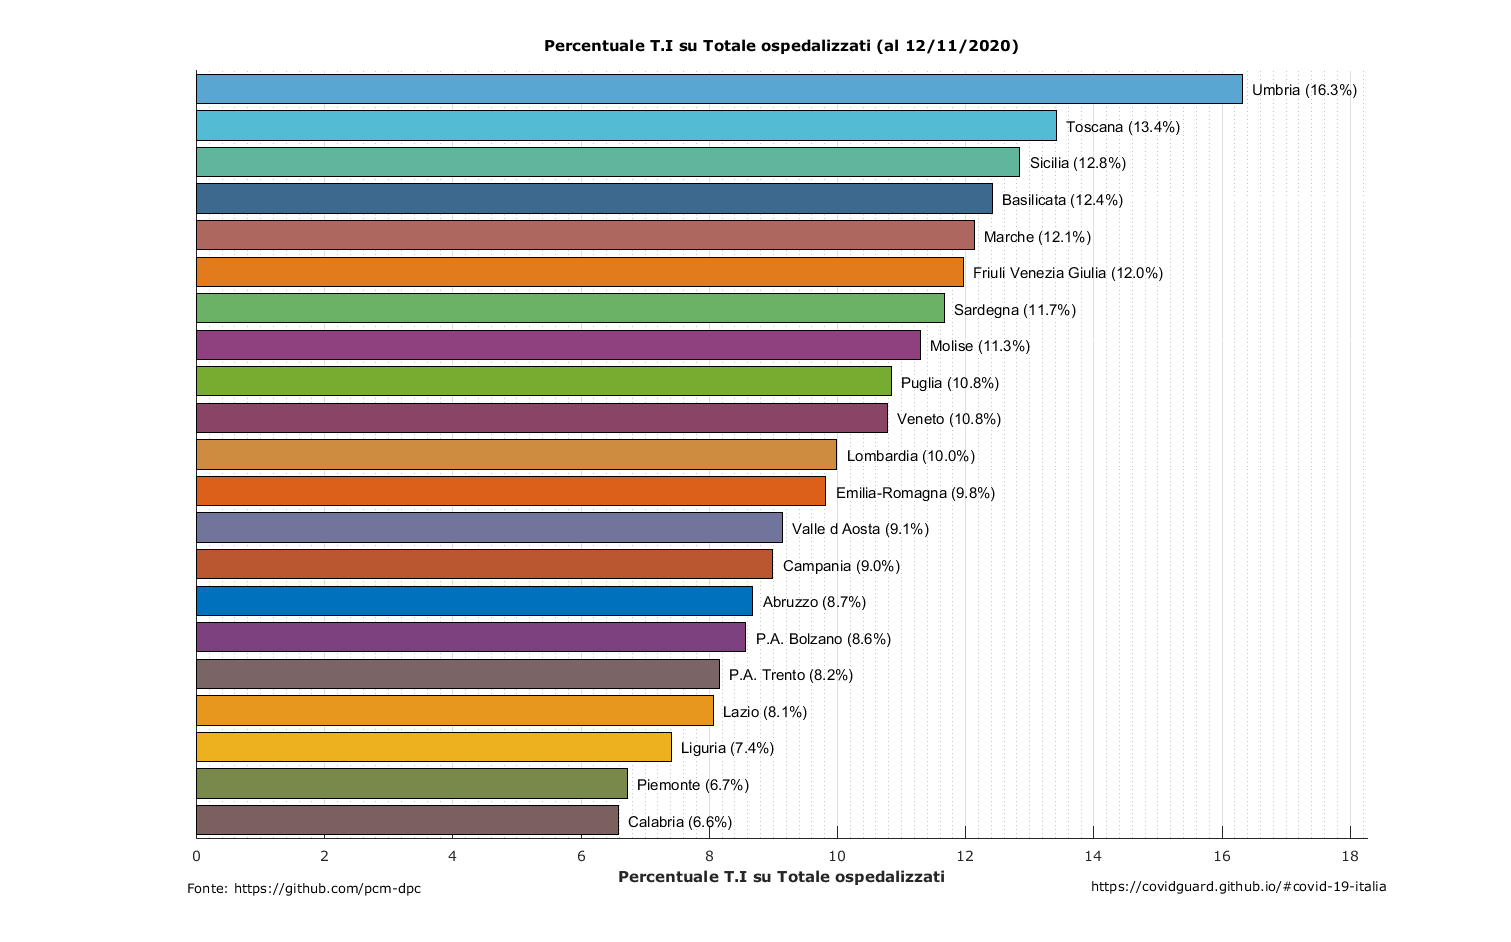 Percentuale T.I su Totale ospedalizzati (al 12/11/2020)
Umbria (16.3%)
Toscana (13.4%)
Sicilia (12.8%)
Basilicata (12.4%)
Marche (12.1%)
Friuli Venezia Giulia (12.0%)
Sardegna (11.7%)
Molise (11.3%)
Puglia (10.8%)
Veneto (10.8%)
Lombardia (10.0%)
Emilia-Romagna (9.8%)
Valle d Aosta (9.1%)
Campania (9.0%)
Abruzzo (8.7%)
P.A. Bolzano (8.6%)
P.A. Trento (8.2%)
Lazio (8.1%)
Liguria (7.4%)
Piemonte (6.7%)
Calabria (6.6%)
0 2 4 6 8 10 12 14 16 18
Percentuale T.I su Totale ospedalizzati
Fonte: https://github.com/pcm-dpc
https://covidguard.github.io/#covid-19-italia